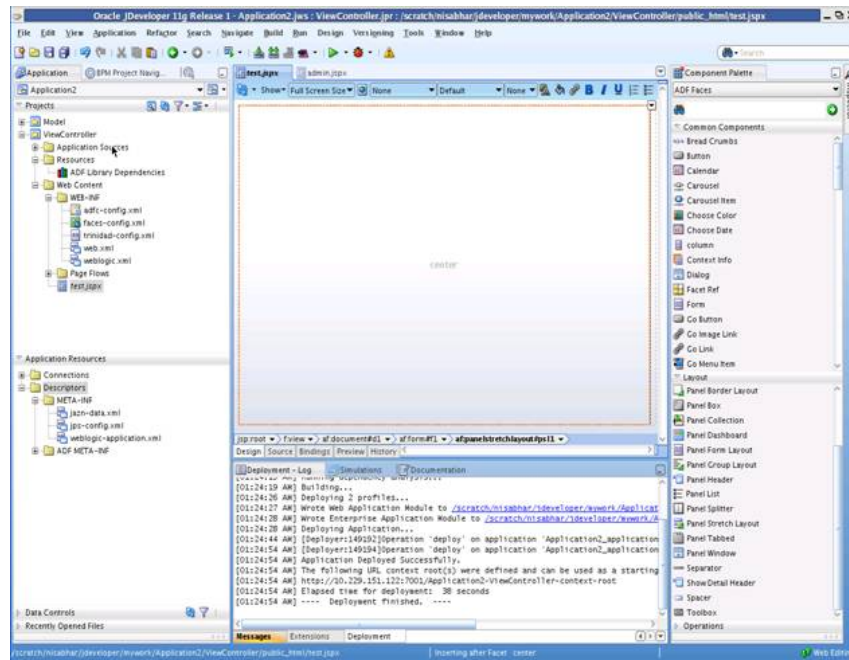 Oracle JDeveloper 11g Release 1 - Application2.jws : ViewController.jpr : /scratch/nisabhar/jdeveloper/mywork/Application2/ViewController/public_html/test.jspx
File Edit View Application Refactor Search Navigate Build Run Design Versioning Tools Window Help
Search
Application
BPM Project Navig...
Application2
Projects
Model
ViewController
Application Sources
Resources
ADF Library Dependencies
Web Content
WEB-INF
adfc-config.xml
faces-config.xml
trinidad-config.xml
web.xml
weblogic.xml
Page Flows
test.jspx
Application Resources
Connections
Descriptors
META-INF
jazn-data.xml
jps-config.xml
weblogic-application.xml
ADF META-INF
Data Controls
Recently Opened Files
test.jspx
admin.jspx
Show
Full Screen Size
None
Default
None
B I U
center
jsp:root
f:view
af:document#d1
af:form#f1
af:panelstretchlayout#ps11
Design Source Bindings Preview History
Deployment - Log
Simulations
Documentation
[01:24:19 AM] Running dependency analysis...
[01:24:19 AM] Building...
[01:24:26 AM] Deploying 2 profiles...
[01:24:27 AM] Wrote Web Application Module to /scratch/nisabhar/jdeveloper/mywork/Applicat
[01:24:28 AM] Wrote Enterprise Application Module to /scratch/nisabhar/jdeveloper/mywork/A
[01:24:28 AM] Deploying Application...
[01:24:44 AM] [Deployer:149192]Operation 'deploy' on application 'Application2_application
[01:24:54 AM] [Deployer:149194]Operation 'deploy' on application 'Application2_application
[01:24:54 AM] Application Deployed Successfully.
[01:24:54 AM] The following URL context root(s) were defined and can be used as a starting
[01:24:54 AM] http://10.229.151.122:7001/Application2-ViewController-context-root
[01:24:54 AM] Elapsed time for deployment: 38 seconds
[01:24:54 AM] ---- Deployment finished. ----
Messages Extensions Deployment
Component Palette
ADF Faces
Common Components
Bread Crumbs
Button
Calendar
Carousel
Carousel Item
Choose Color
Choose Date
column
Context Info
Dialog
Facet Ref
Form
Go Button
Go Image Link
Go Link
Go Menu Item
Layout
Panel Border Layout
Panel Box
Panel Collection
Panel Dashboard
Panel Form Layout
Panel Group Layout
Panel Header
Panel List
Panel Splitter
Panel Stretch Layout
Panel Tabbed
Panel Window
Separator
Show Detail Header
Spacer
Toolbox
Operations
/scratch/nisabhar/jdeveloper/mywork/Application2/ViewController/public_html/test.jspx
Inserting after Facet center
Web Editin